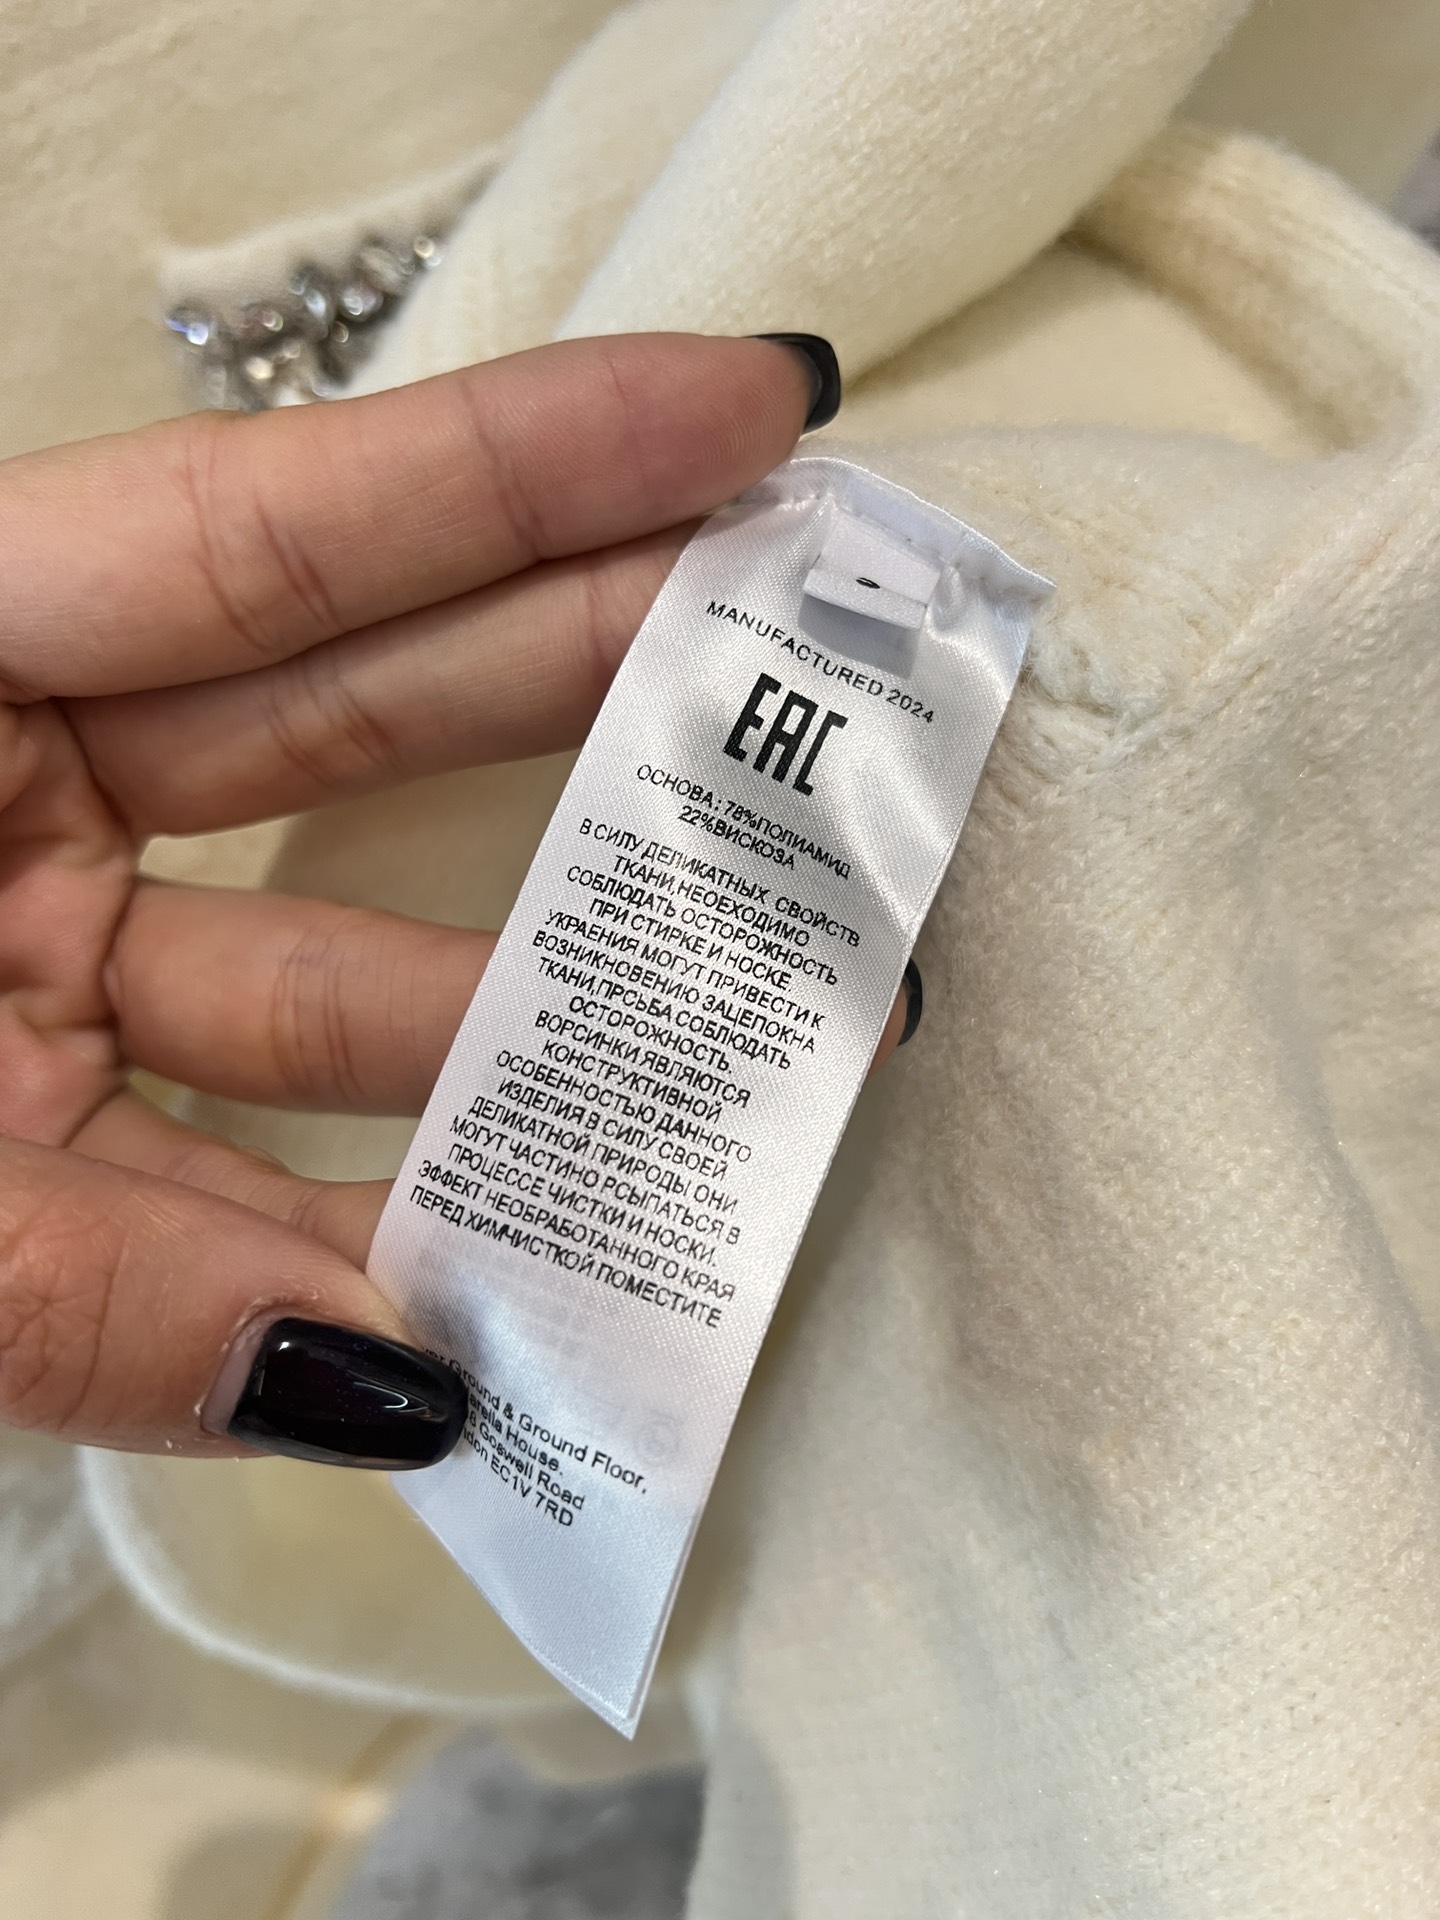 MANUFACTURED 2024
EAC
ОСНОВА: 78%ПОЛИАМИД
22%ВИСКОЗА
В СИЛУ ДЕЛИКАТНЫХ СВОЙСТВ
ТКАНИ,НЕОЕХОДИМО
СОБЛЮДАТЬ ОСТОРОЖНОСТЬ
ПРИ СТИРКЕ И НОСКЕ.
УКРАЕНИЯ МОГУТ ПРИВЕСТИ К
ВОЗНИКНОВЕНИЮ ЗАЦЕПОКНА
ТКАНИ,ПРСЬБА СОБЛЮДАТЬ
ОСТОРОЖНОСТЬ.
ВОРСИНКИ ЯВЛЯЮТСЯ
КОНСТРУКТИВНОЙ
ОСОБЕННОСТЬЮ ДАННОГО
ИЗДЕЛИЯ В СИЛУ СВОЕЙ
ДЕЛИКАТНОЙ ПРИРОДЫ ОНИ
МОГУТ ЧАСТИНО РСЫПАТЬСЯ В
ПРОЦЕССЕ ЧИСТКИ И НОСКИ.
ЭФФЕКТ НЕОБРАБОТАННОГО КРАЯ
ПЕРЕД ХИМЧИСТКОЙ ПОМЕСТИТЕ
Ground & Ground Floor,
House.
8 Goswell Road
EC1V 7RD